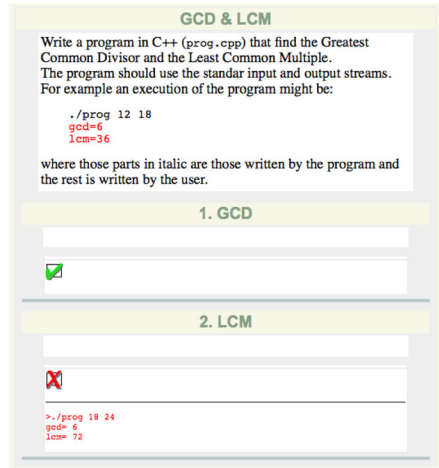 GCD & LCM
Write a program in C++ (prog.cpp) that find the Greatest
Common Divisor and the Least Common Multiple.
The program should use the standar input and output streams.
For example an execution of the program might be:
./prog 12 18
gcd=6
lcm=36
where those parts in italic are those written by the program and
the rest is written by the user.
1. GCD
2. LCM
>./prog 18 24
gcd= 6
lcm= 72